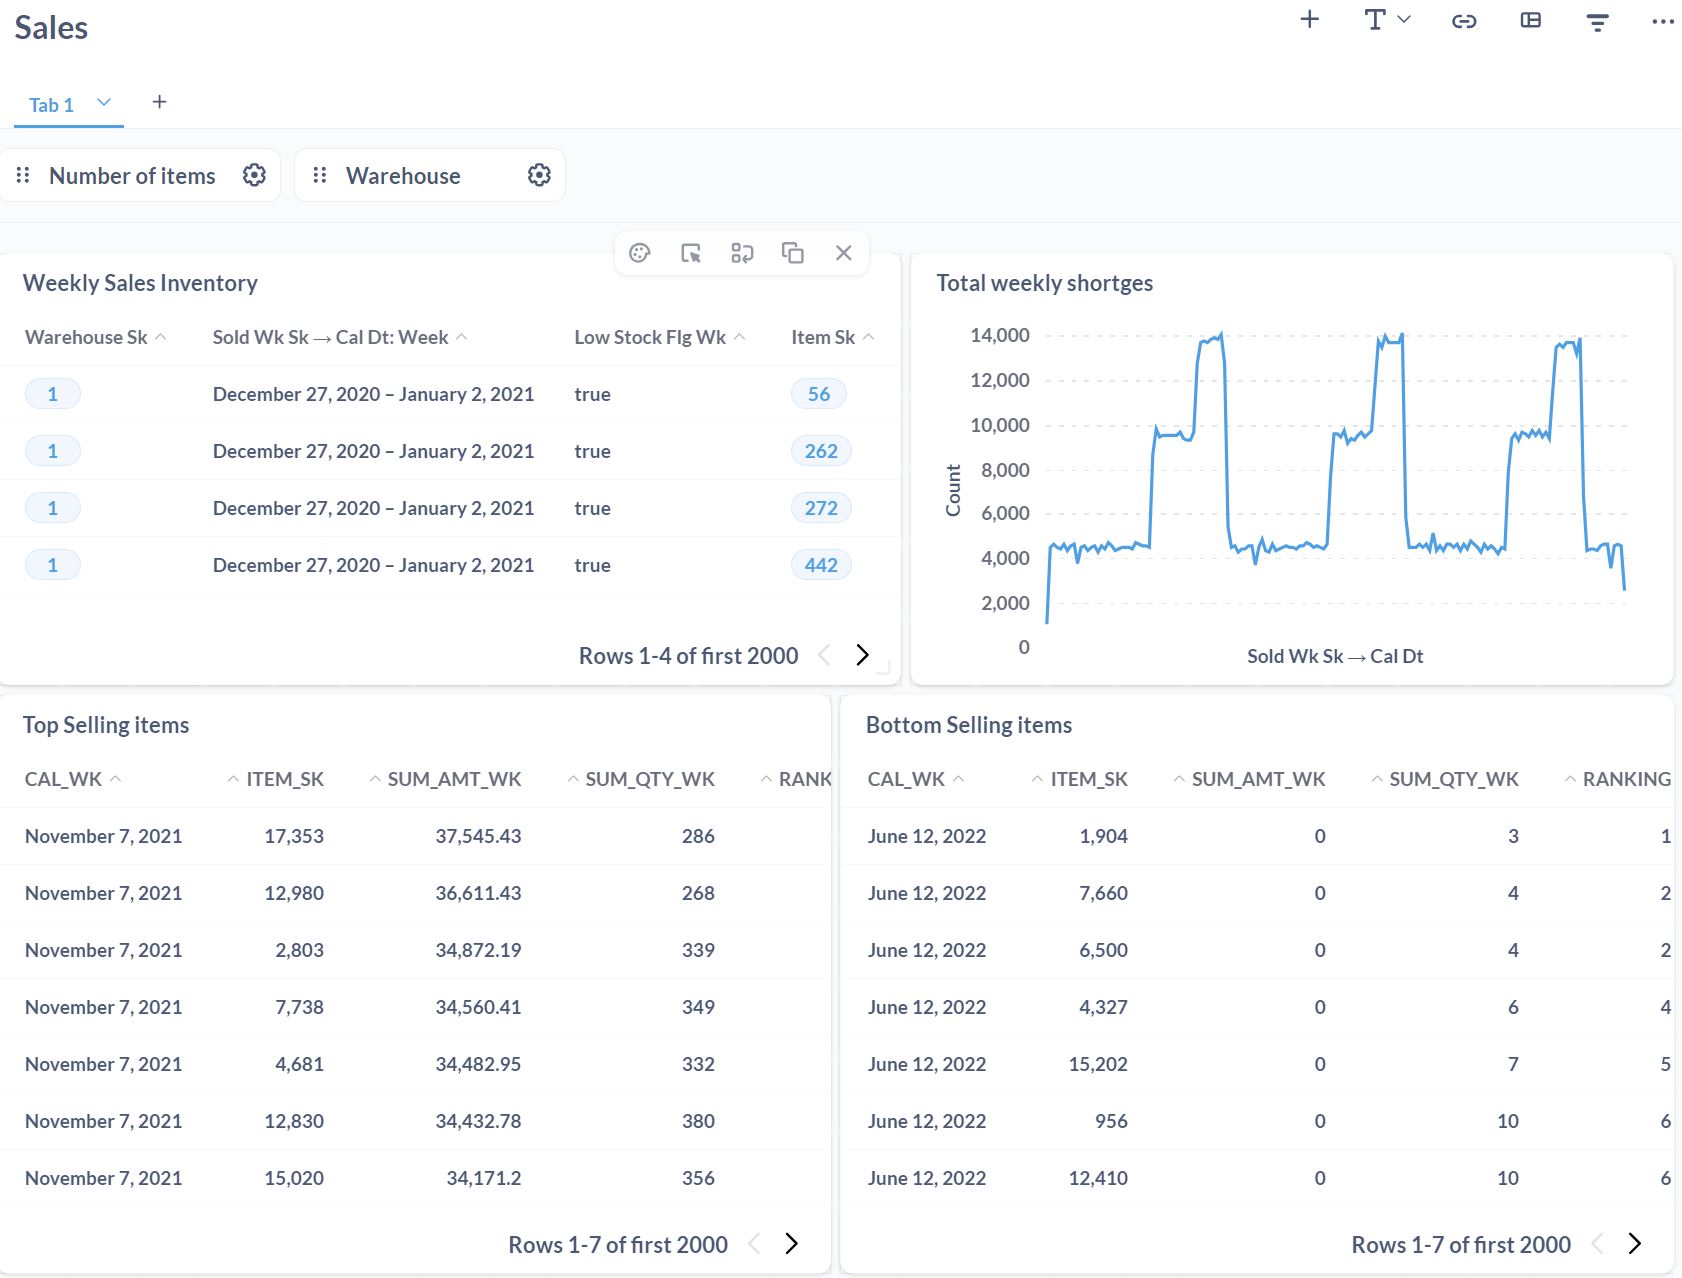 Sales
Tab 1
Number of items
Warehouse
Weekly Sales Inventory
Warehouse Sk Sold Wk Sk → Cal Dt: Week Low Stock Flg Wk Item Sk
1 December 27, 2020 – January 2, 2021 true 56
1 December 27, 2020 – January 2, 2021 true 262
1 December 27, 2020 – January 2, 2021 true 272
1 December 27, 2020 – January 2, 2021 true 442
Rows 1-4 of first 2000
Total weekly shortges
14,000
12,000
10,000
8,000
6,000
4,000
2,000
0
Count
Sold Wk Sk → Cal Dt
Top Selling items
CAL_WK ITEM_SK SUM_AMT_WK SUM_QTY_WK RANK
November 7, 2021 17,353 37,545.43 286
November 7, 2021 12,980 36,611.43 268
November 7, 2021 2,803 34,872.19 339
November 7, 2021 7,738 34,560.41 349
November 7, 2021 4,681 34,482.95 332
November 7, 2021 12,830 34,432.78 380
November 7, 2021 15,020 34,171.2 356
Rows 1-7 of first 2000
Bottom Selling items
CAL_WK ITEM_SK SUM_AMT_WK SUM_QTY_WK RANKING
June 12, 2022 1,904 0 3 1
June 12, 2022 7,660 0 4 2
June 12, 2022 6,500 0 4 2
June 12, 2022 4,327 0 6 4
June 12, 2022 15,202 0 7 5
June 12, 2022 956 0 10 6
June 12, 2022 12,410 0 10 6
Rows 1-7 of first 2000